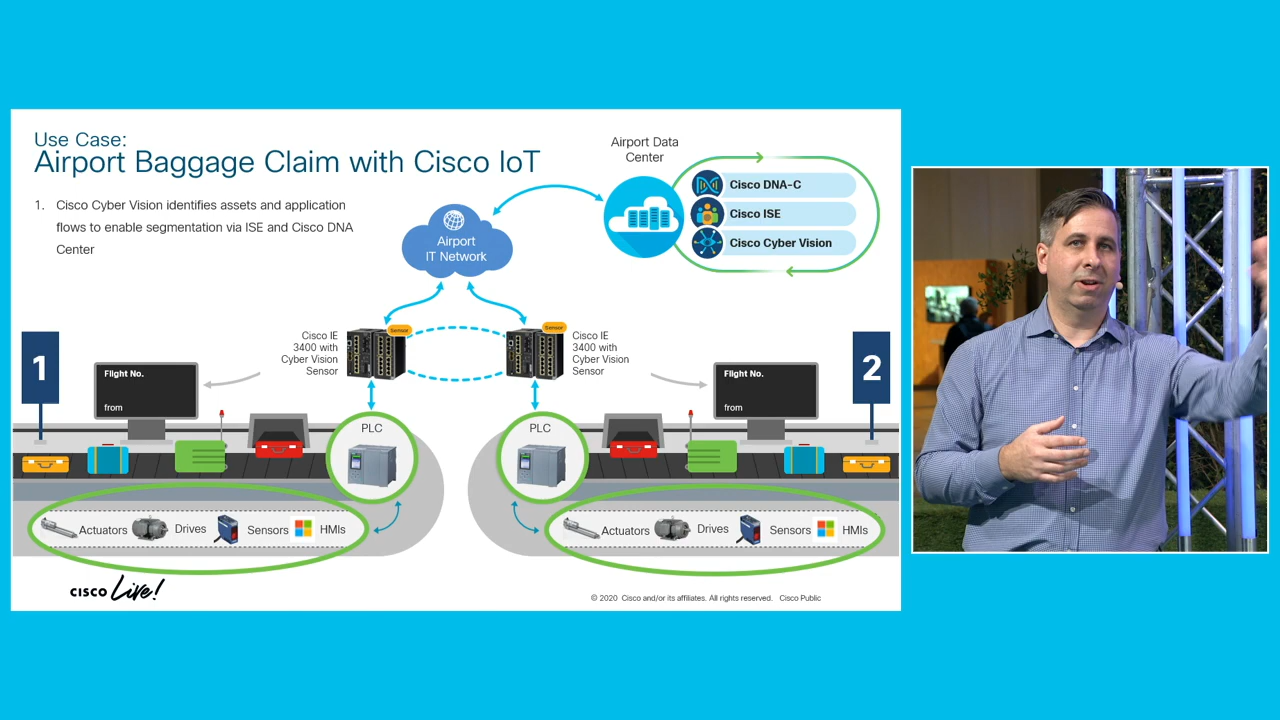 Use Case:
Airport Baggage Claim with Cisco IoT
1. Cisco Cyber Vision identifies assets and application
flows to enable segmentation via ISE and Cisco DNA
Center
Airport Data
Center
Cisco DNA-C
Cisco ISE
Cisco Cyber Vision
Airport
IT Network
Cisco IE
3400 with
Cyber Vision
Sensor
Sensor
Sensor
Cisco IE
3400 with
Cyber Vision
Sensor
1
Flight No.
from
PLC
PLC
Flight No.
from
2
Actuators
Drives
Sensors
HMIs
Actuators
Drives
Sensors
HMIs
CISCO Live!
© 2020 Cisco and/or its affiliates. All rights reserved. Cisco Public